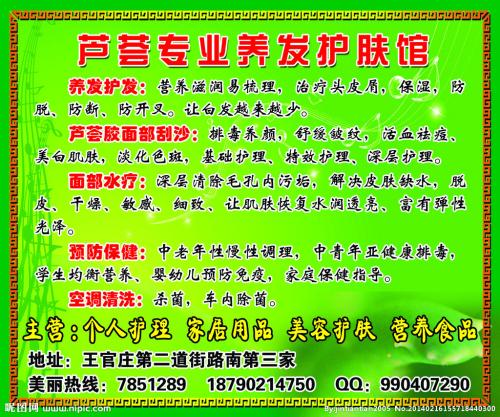 芦荟专业养发护肤馆
养发护发：营养滋润易梳理，治疗头皮屑，保湿，防
脱、防断、防开叉。让白发越来越少。
芦荟胶面部刮沙：排毒养颜，舒缓皱纹，活血祛痘、
美白肌肤，淡化色斑，基础护理、特效护理、深层护理。
面部水疗：深层清除毛孔内污垢，解决皮肤缺水，脱
皮、干燥、敏感、细致、让肌肤恢复水润透亮、富有弹性
光泽。
预防保健：中老年性慢性调理，中青年亚健康排毒，
学生均衡营养、婴幼儿预防免疫，家庭保健指导。
空调清洗：杀菌，车内除菌。
主营：个人护理 家居用品 美容护肤 营养食品
地址：王官庄第二道街路南第三家
美丽热线：7851289 18790214750 QQ：990407290
昵图网 www.nipic.com
By:jintiantian2005 No.20140216155718440300